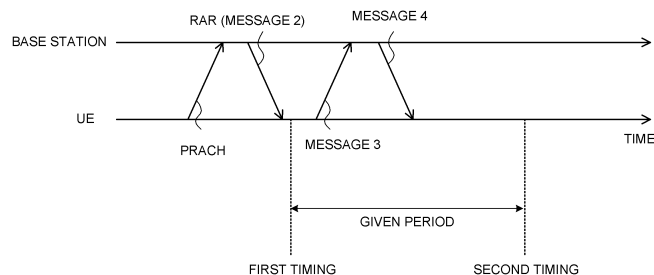 MESSAGE 4
RAR (MESSAGE 2)
BASE STATION
UE
TIME
PRACH
MESSAGE 3
GIVEN PERIOD
FIRST TIMING
SECOND TIMING